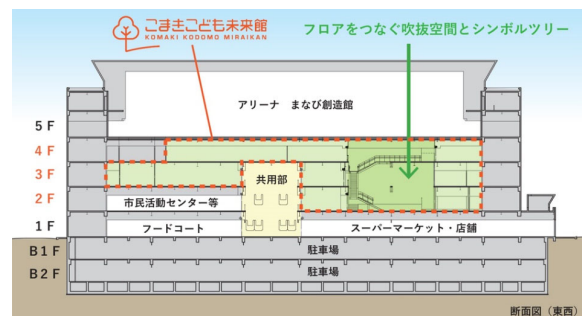 こまきこども未来館
KOMAKI KODOMO MIRAIKAN
フロアをつなぐ吹抜空間とシンボルツリー
アリーナ　まなび創造館
5F
4F
3F
共用部
2F
市民活動センター等
1F
フードコート
スーパーマーケット・店舗
B1F
駐車場
B2F
駐車場
断面図（東西）